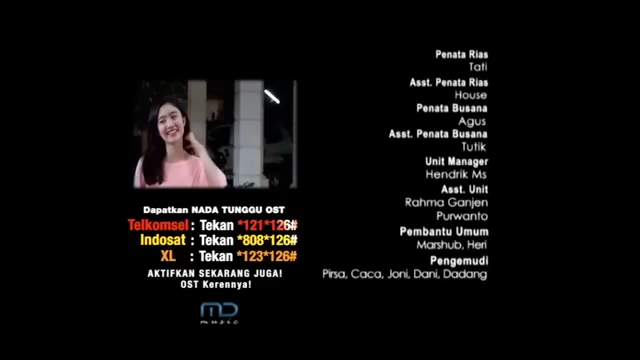 Penata Rias
Tati
Asst. Penata Rias
House
Penata Busana
Agus
Asst. Penata Busana
Tutik
Unit Manager
Hendrik Ms
Asst. Unit
Rahma Ganjen
Purwanto
Pembantu Umum
Marshub, Heri
Pengemudi
Pirsa, Caca, Joni, Dani, Dadang
Dapatkan NADA TUNGGU OST
Telkomsel : Tekan *121*126#
Indosat : Tekan *808*126#
XL : Tekan *123*126#
AKTIFKAN SEKARANG JUGA!
OST Kerennya!
MD
music